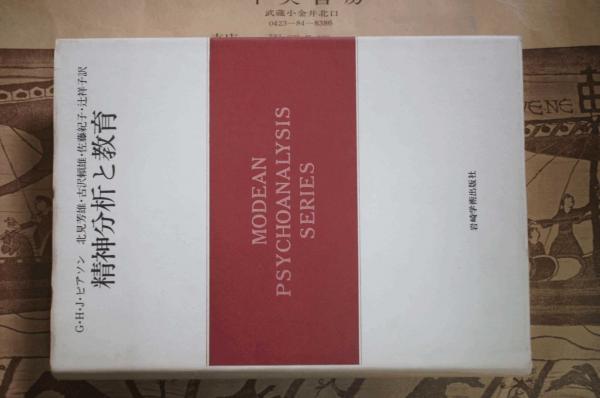 武蔵小金井北口
0423―84―8386
G・H・J・ピアソン 北見芳雄・古沢頼雄・佐藤紀子・辻祥子訳
精神分析と教育
MODEAN
PSYCHOANALYSIS
SERIES
岩崎学術出版社